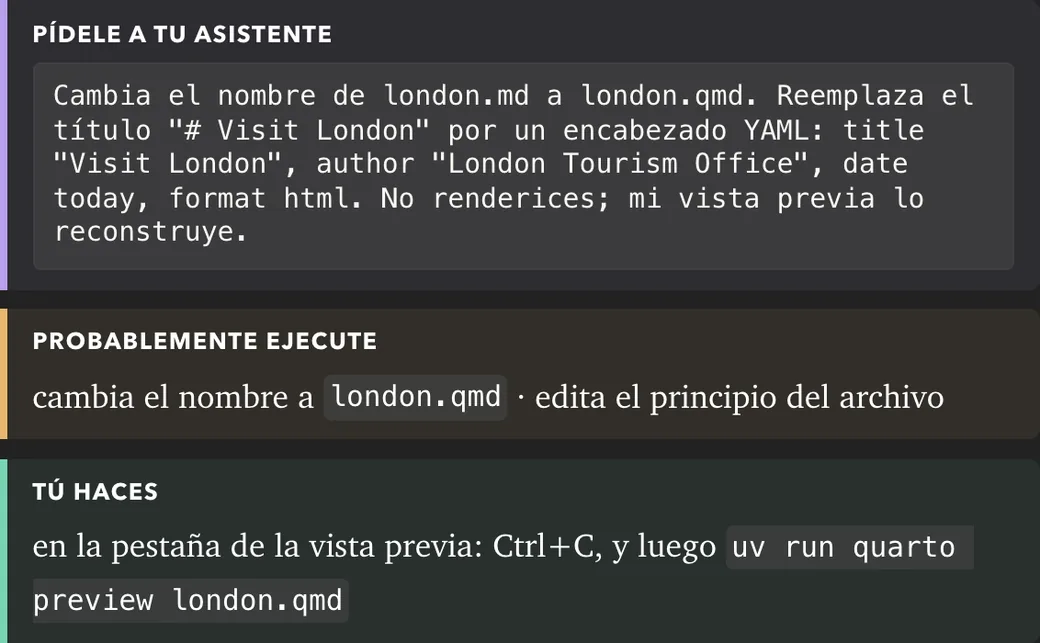 PÍDELE A TU ASISTENTE
Cambia el nombre de london.md a london.qmd. Reemplaza el
título "# Visit London" por un encabezado YAML: title
"Visit London", author "London Tourism Office", date
today, format html. No renderices; mi vista previa lo
reconstruye.
PROBABLEMENTE EJECUTE
cambia el nombre a london.qmd · edita el principio del archivo
TÚ HACES
en la pestaña de la vista previa: Ctrl+C, y luego uv run quarto
preview london.qmd